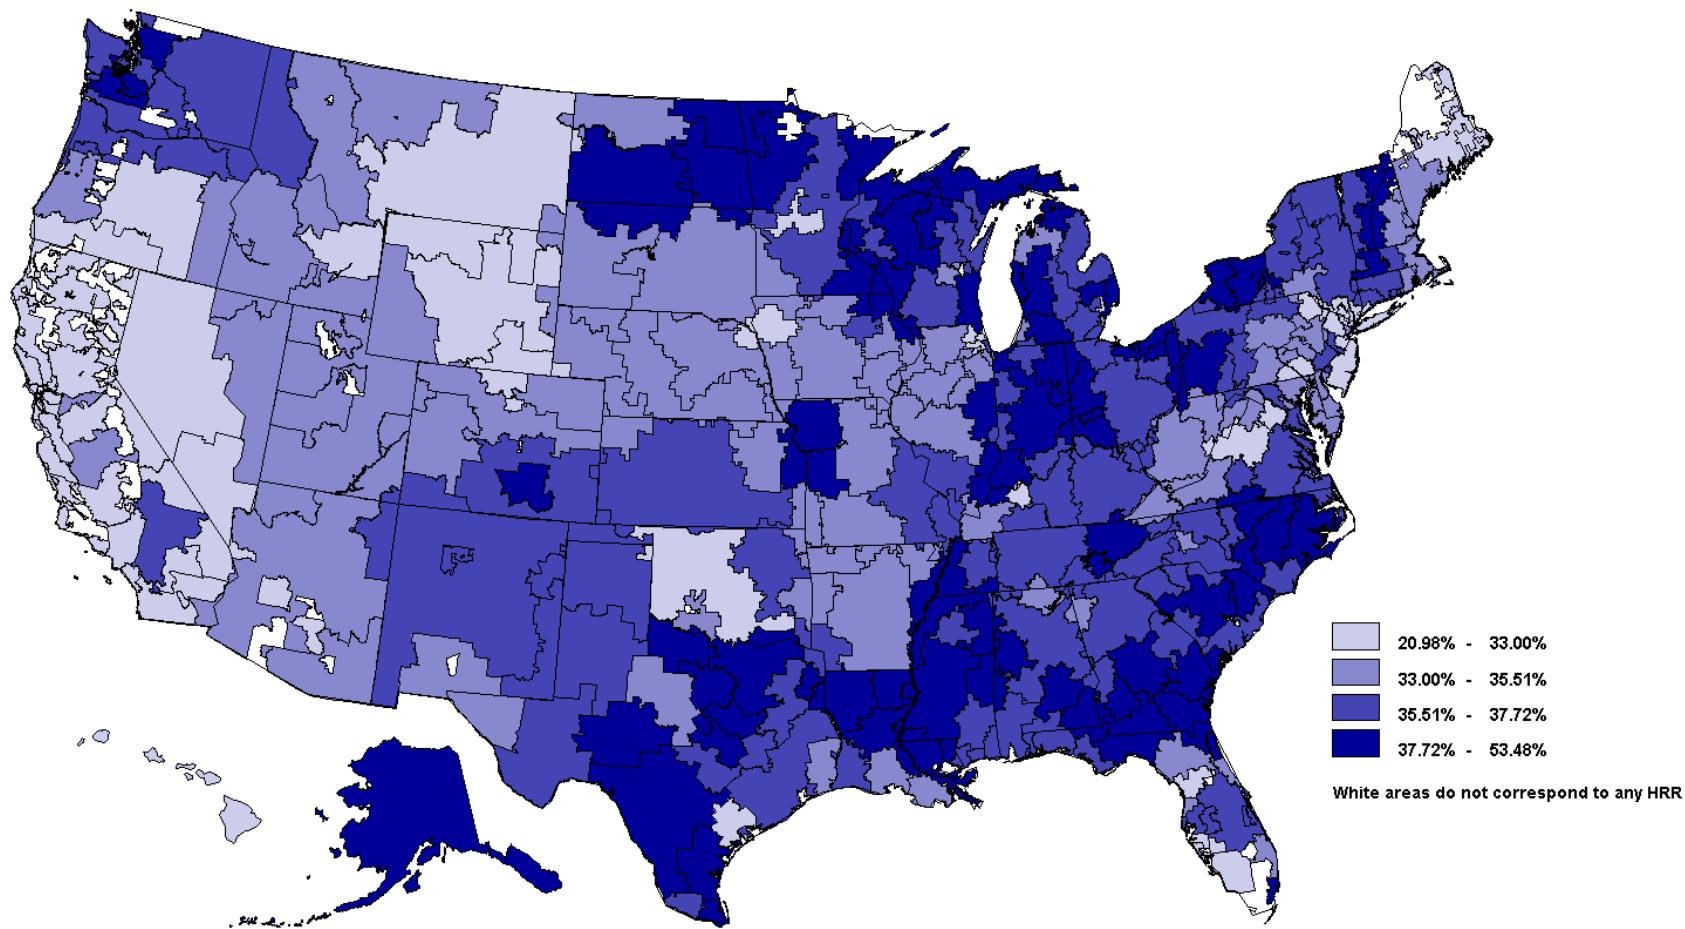 20.98% - 33.00%
33.00% - 35.51%
35.51% - 37.72%
37.72% - 53.48%
White areas do not correspond to any HRR